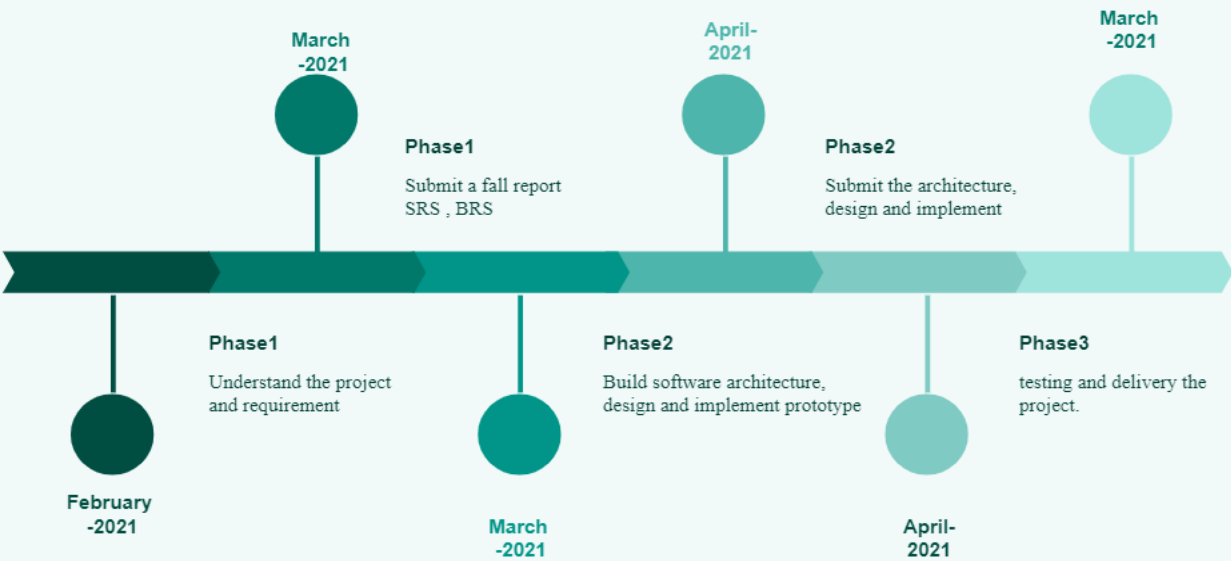 March
-2021
April-
2021
March
-2021
Phase1
Submit a fall report
SRS , BRS
Phase2
Submit the architecture,
design and implement
Phase1
Understand the project
and requirement
Phase2
Build software architecture,
design and implement prototype
Phase3
testing and delivery the
project.
February
-2021
March
-2021
April-
2021